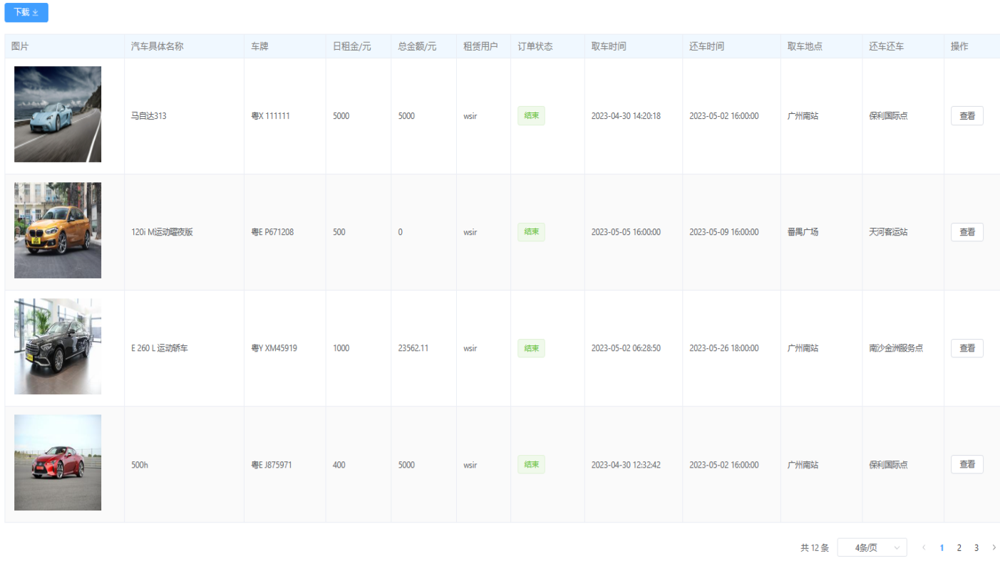 下载
图片 汽车具体名称 车牌 日租金/元 总金额/元 租赁用户 订单状态 取车时间 还车时间 取车地点 还车还车 操作
马自达313 粤X 111111 5000 5000 wsir 结束 2023-04-30 14:20:18 2023-05-02 16:00:00 广州南站 保利国际点 查看
120i M运动曜夜版 粤E P671208 500 0 wsir 结束 2023-05-05 16:00:00 2023-05-09 16:00:00 番禺广场 天河客运站 查看
E 260 L 运动轿车 粤Y XM45919 1000 23562.11 wsir 结束 2023-05-02 06:28:50 2023-05-26 18:00:00 广州南站 南沙金洲服务点 查看
500h 粤E J875971 400 5000 wsir 结束 2023-04-30 12:32:42 2023-05-02 16:00:00 广州南站 保利国际点 查看
共 12 条 4条/页 1 2 3